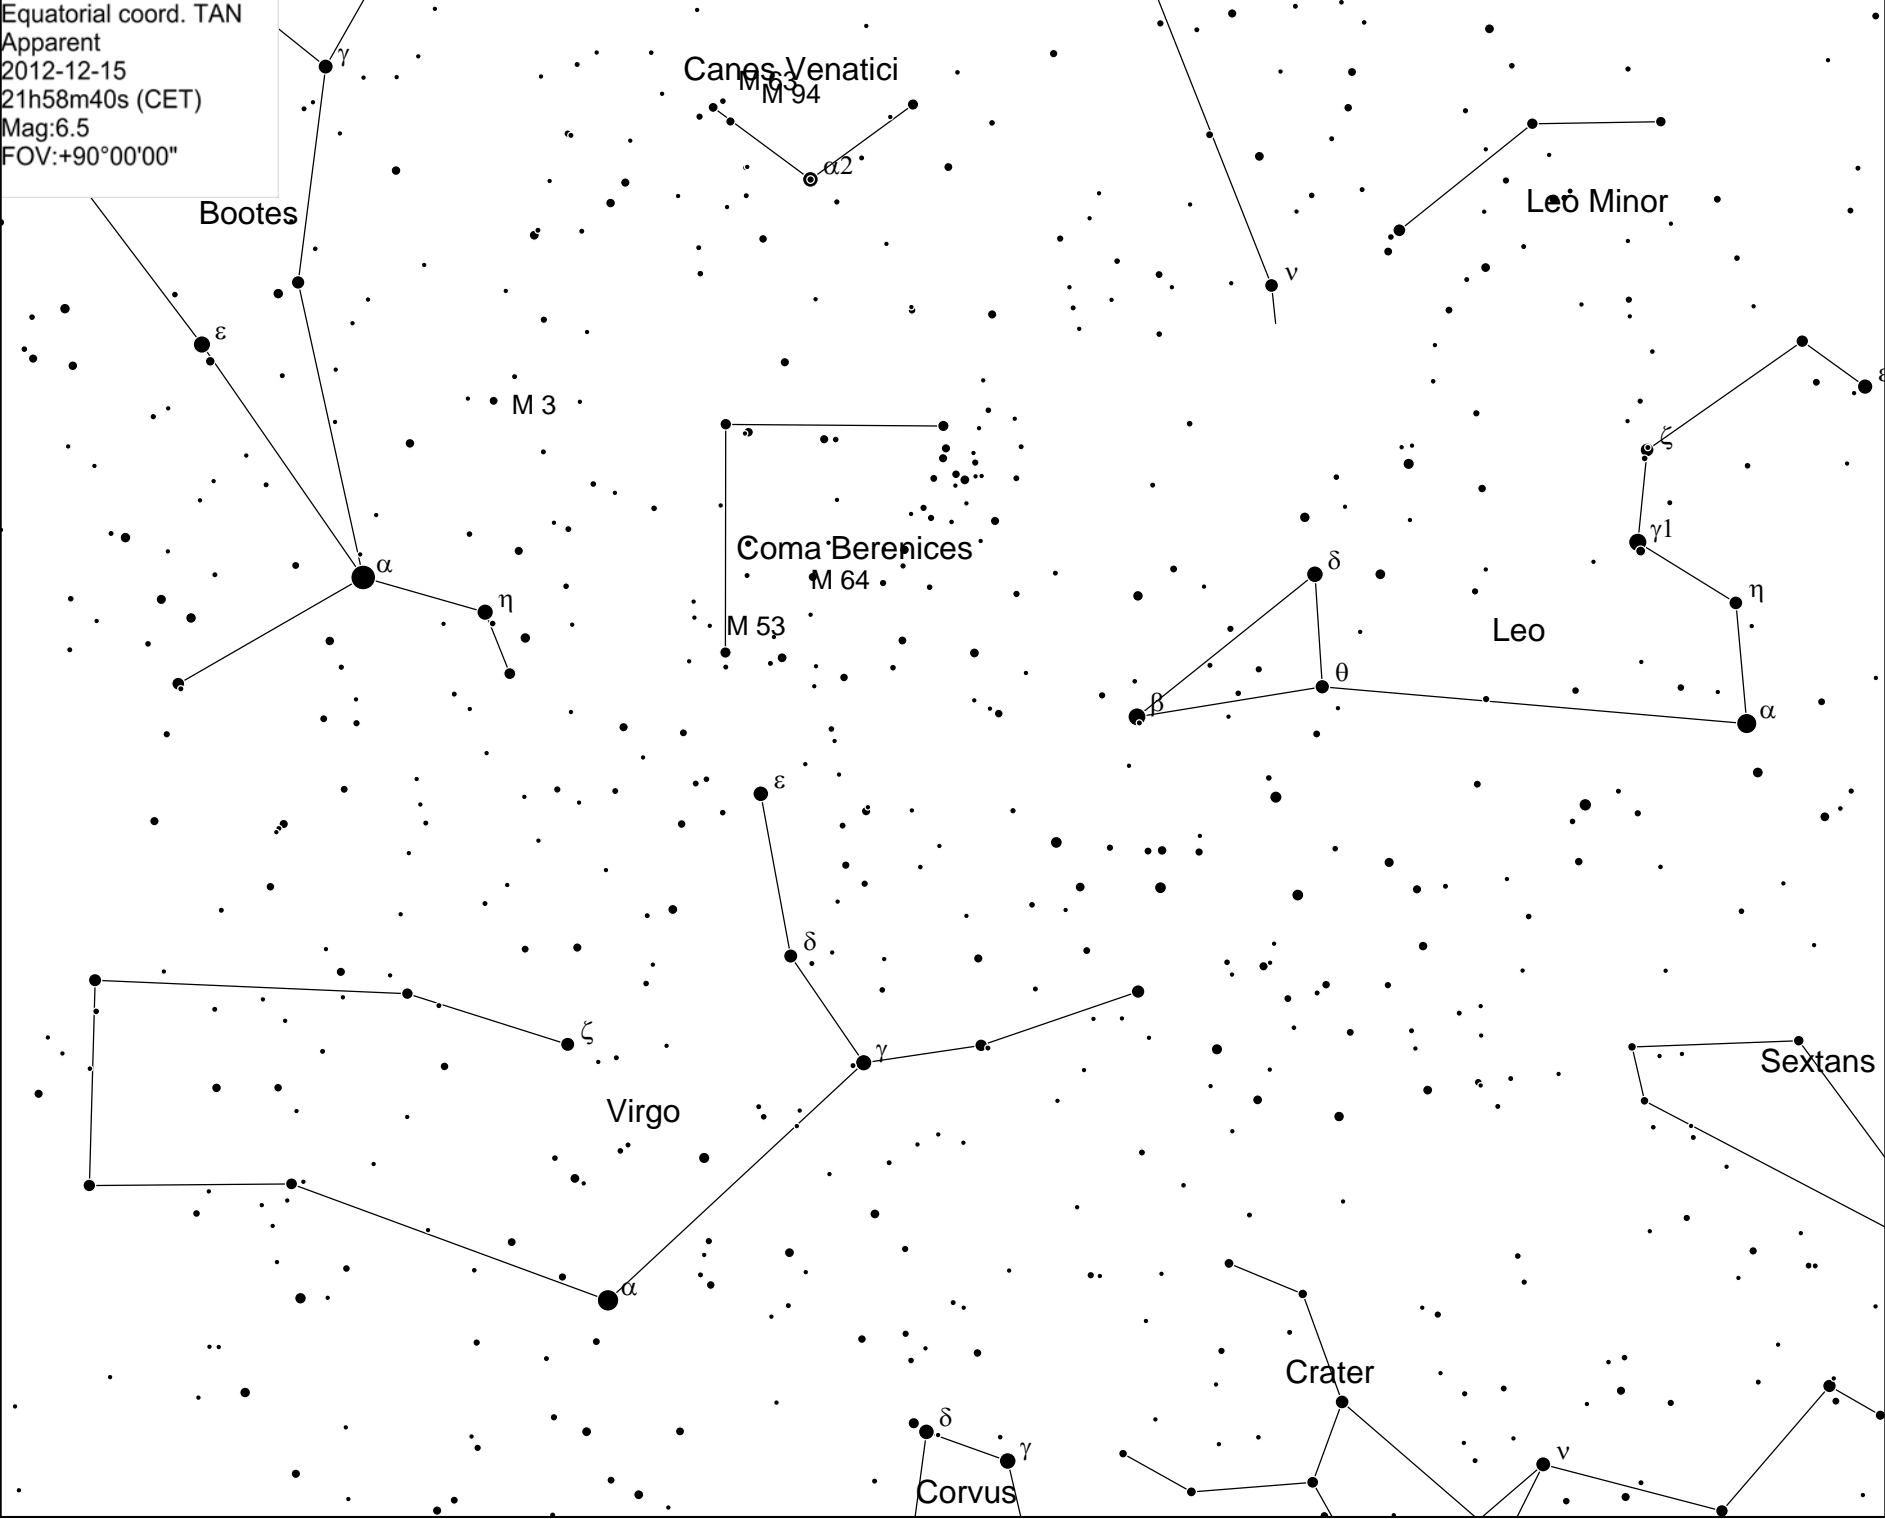 Equatorial coord. TAN
Apparent
2012-12-15
21h58m40s (CET)
Mag:6.5
FOV:+90°00'00"
γ
Canes Venatici
M 63
M 94
α2
Bootes
Leo Minor
ν
ε
ε
M 3
ζ
γ1
Coma Berenices
δ
α
M 64
η
η
M 53
Leo
θ
β
α
ε
δ
ζ
γ
Sextans
Virgo
α
Crater
δ
γ
ν
Corvus